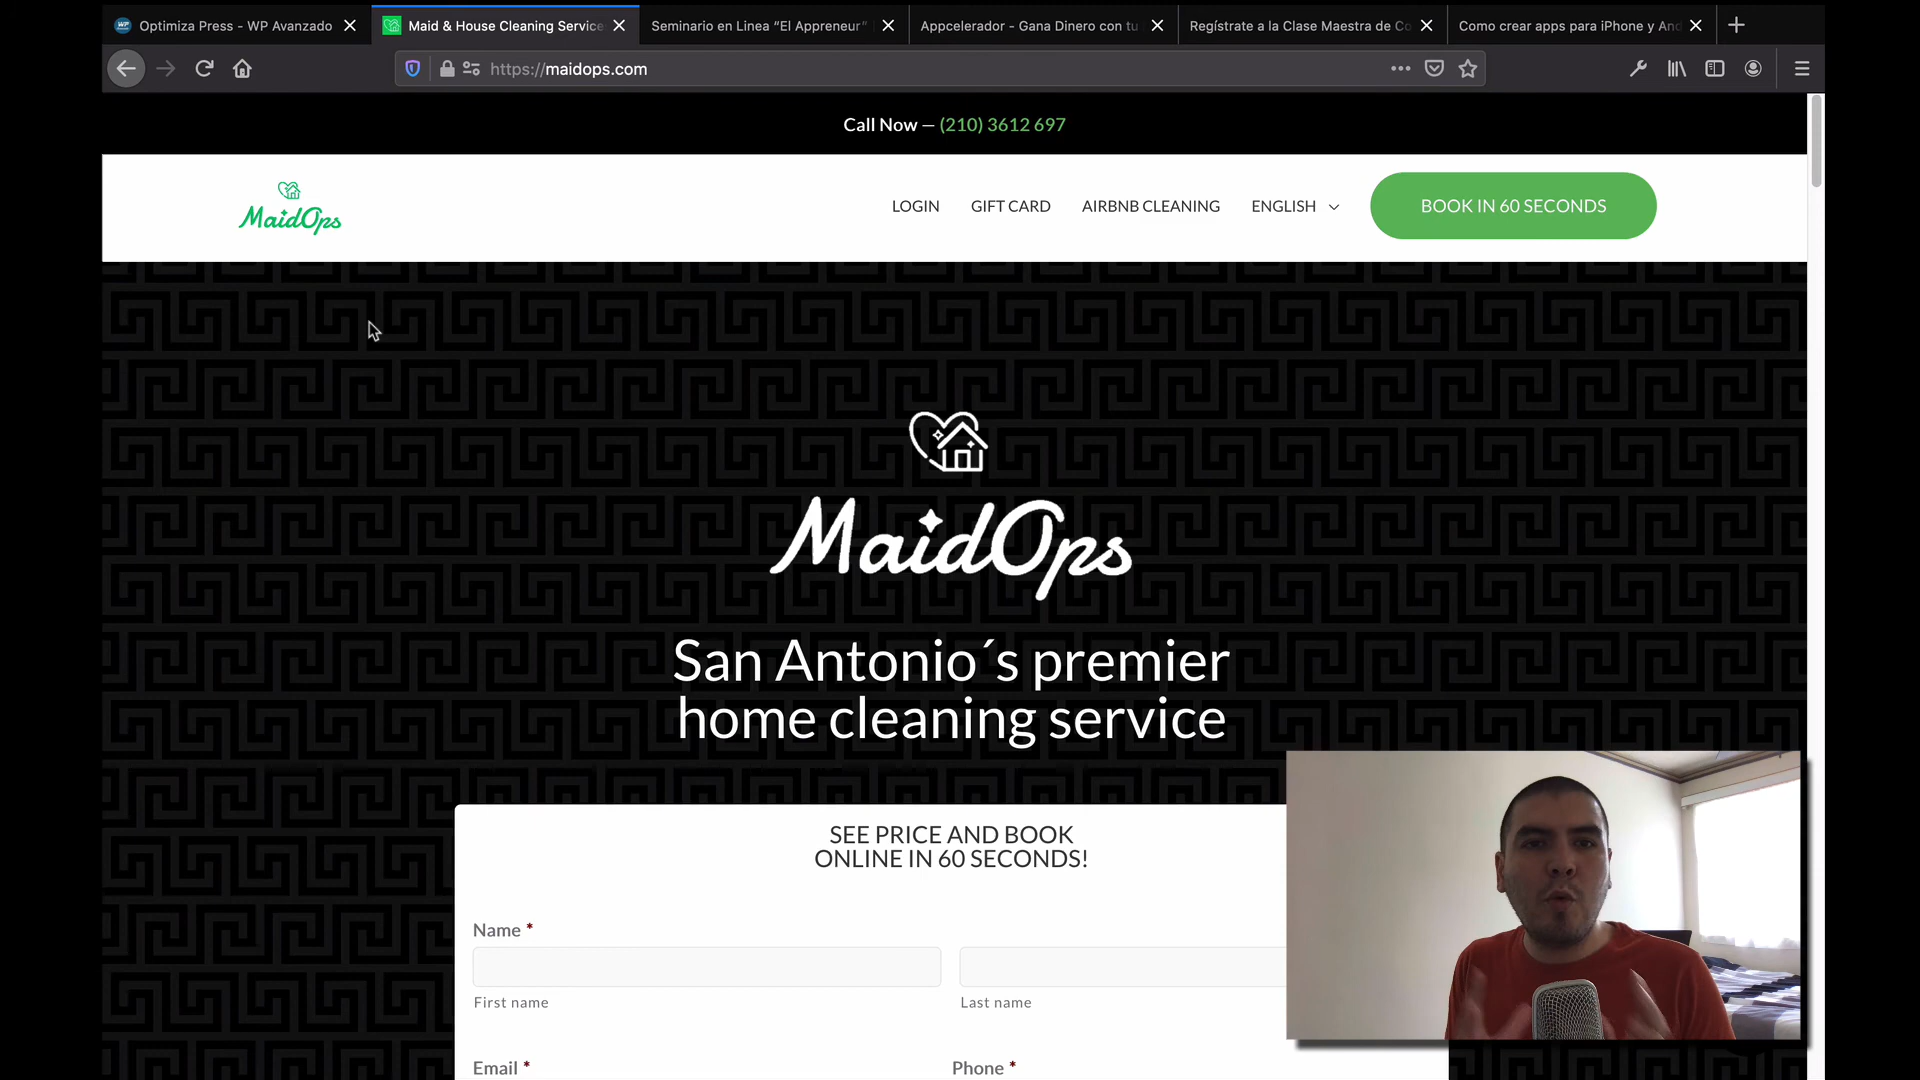 Optimiza Press - WP Avanzado
Maid & House Cleaning Service
Seminario en Linea “El Appreneur”
Appcelerador - Gana Dinero con tu
Regístrate a la Clase Maestra de Co
Como crear apps para iPhone y And
https://maidops.com
Call Now — (210) 3612 697
MaidOps
LOGIN
GIFT CARD
AIRBNB CLEANING
ENGLISH
BOOK IN 60 SECONDS
MaidOps
San Antonio´s premier
home cleaning service
SEE PRICE AND BOOK
ONLINE IN 60 SECONDS!
Name *
First name
Last name
Email *
Phone *